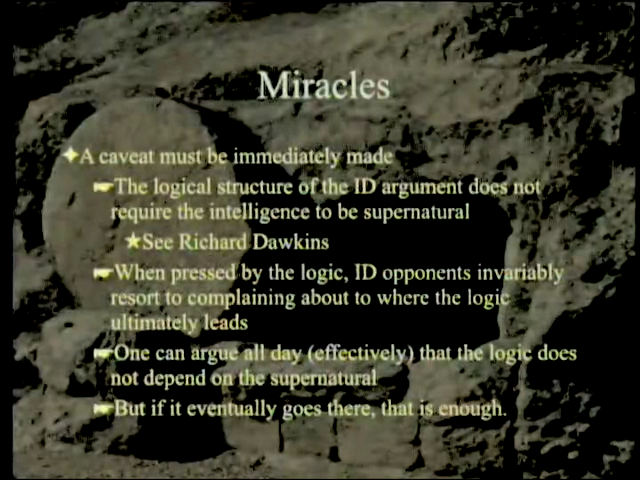 Miracles
A caveat must be immediately made
The logical structure of the ID argument does not
require the intelligence to be supernatural
See Richard Dawkins
When pressed by the logic, ID opponents invariably
resort to complaining about to where the logic
ultimately leads
One can argue all day (effectively) that the logic does
not depend on the supernatural
But if it eventually goes there, that is enough.